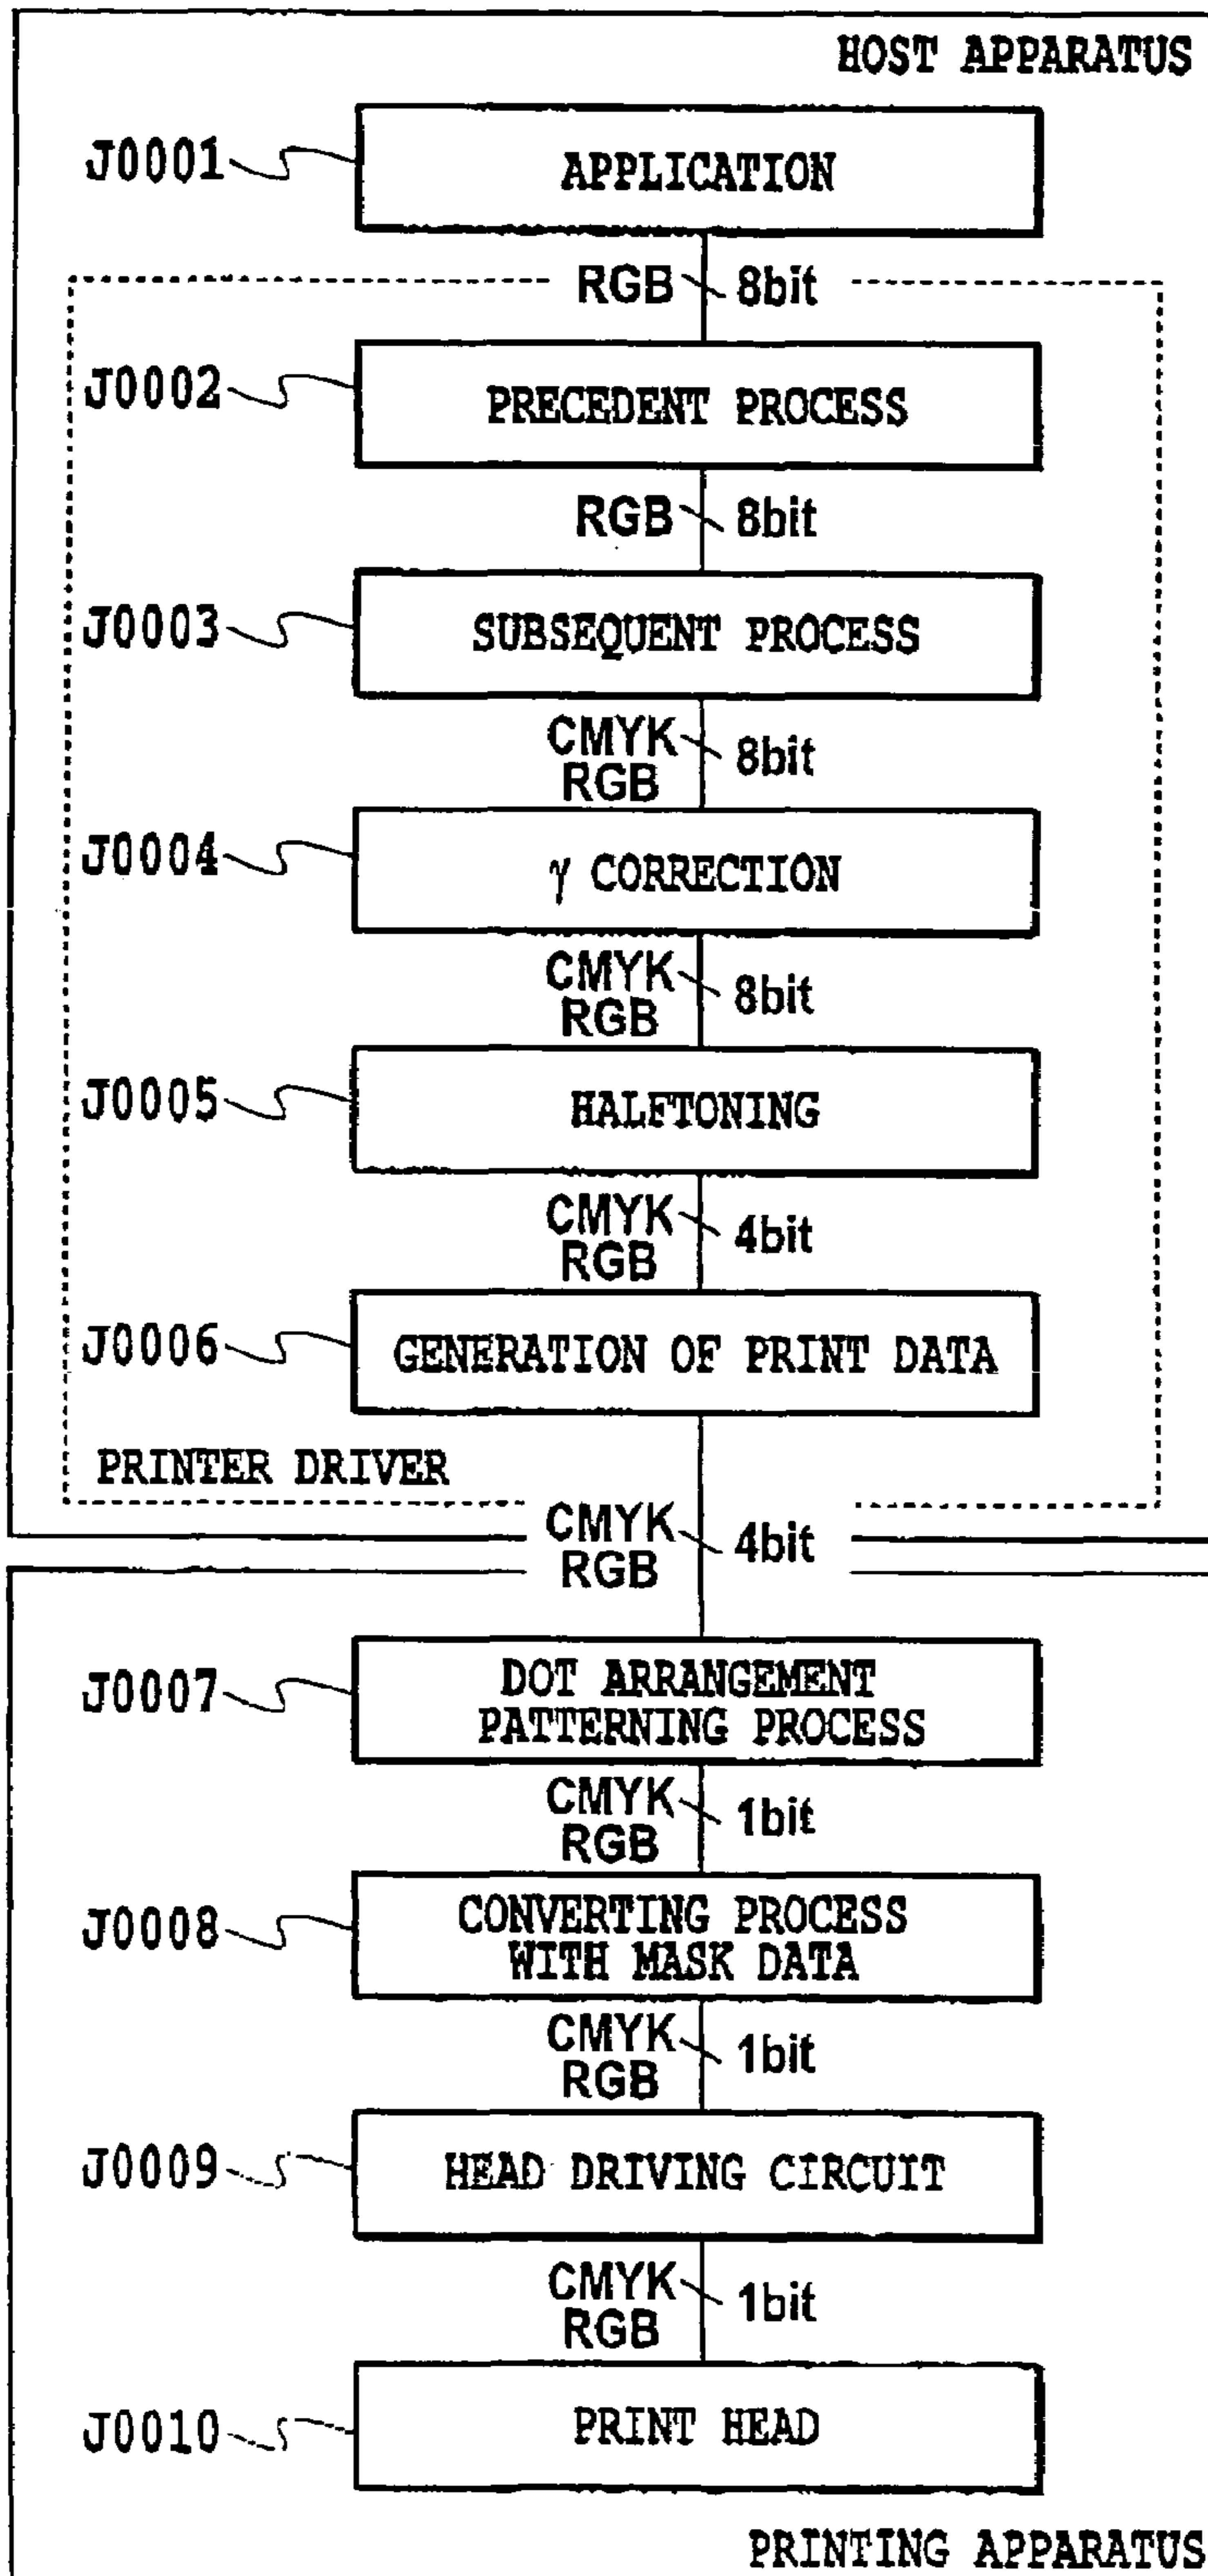 HOST APPARATUS
J0001
APPLICATION
RGB 8bit
J0002
PRECEDENT PROCESS
RGB 8bit
J0003
SUBSEQUENT PROCESS
CMYK 8bit
RGB
J0004
γ CORRECTION
CMYK 8bit
RGB
J0005
HALFTONING
CMYK 4bit
RGB
J0006
GENERATION OF PRINT DATA
PRINTER DRIVER
CMYK 4bit
RGB
J0007
DOT ARRANGEMENT
PATTERNING PROCESS
CMYK 1bit
RGB
J0008
CONVERTING PROCESS
WITH MASK DATA
CMYK 1bit
RGB
J0009
HEAD DRIVING CIRCUIT
CMYK 1bit
RGB
J0010
PRINT HEAD
PRINTING APPARATUS